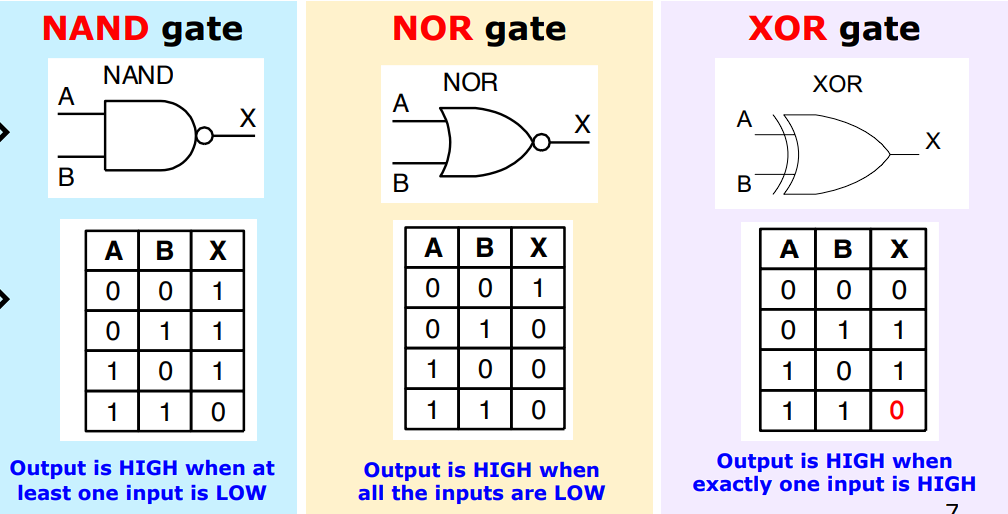 NAND gate
NAND
A
X
B
A B X
0 0 1
0 1 1
1 0 1
1 1 0
Output is HIGH when at
least one input is LOW
NOR gate
NOR
A
X
B
A B X
0 0 1
0 1 0
1 0 0
1 1 0
Output is HIGH when
all the inputs are LOW
XOR gate
XOR
A
X
B
A B X
0 0 0
0 1 1
1 0 1
1 1 0
Output is HIGH when
exactly one input is HIGH
7